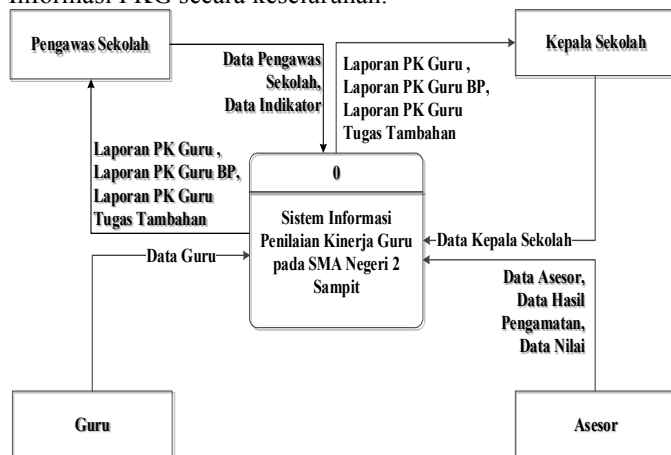 informasi PKG secara keseluruhan.
Pengawas Sekolah
Kepala Sekolah
Data Pengawas
Sekolah,
Data Indikator
Laporan PK Guru ,
Laporan PK Guru BP,
Laporan PK Guru
Tugas Tambahan
Laporan PK Guru ,
Laporan PK Guru BP,
Laporan PK Guru
Tugas Tambahan
0
Sistem Informasi
Penilaian Kinerja Guru
pada SMA Negeri 2
Sampit
Data Guru
Data Kepala Sekolah
Data Asesor,
Data Hasil
Pengamatan,
Data Nilai
Guru
Asesor